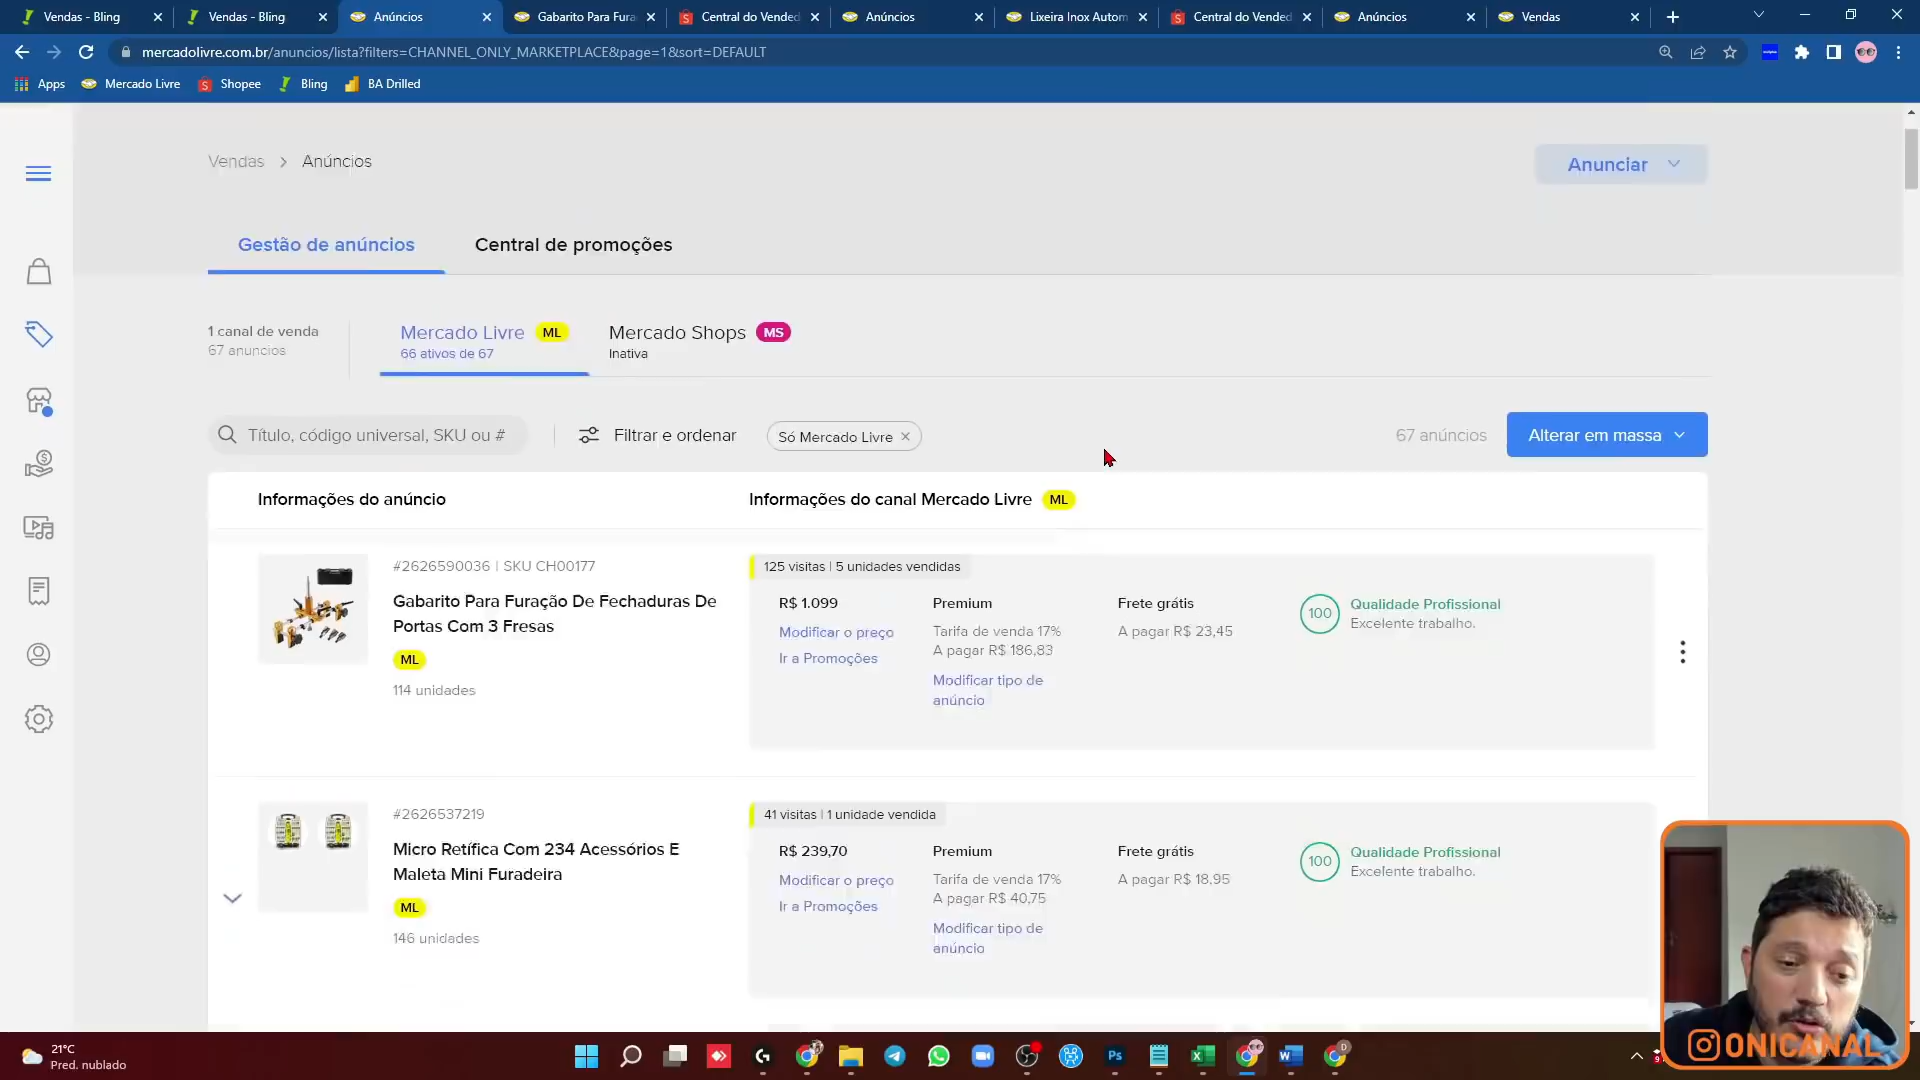 Vendas - Bling
Vendas - Bling
Anúncios
Gabarito Para Fura
Central do Vended
Anúncios
Lixeira Inox Autom
Central do Vended
Anúncios
Vendas
mercadolivre.com.br/anuncios/lista?filters=CHANNEL_ONLY_MARKETPLACE&page=1&sort=DEFAULT
Apps
Mercado Livre
Shopee
Bling
BA Drilled
Vendas > Anúncios
Anunciar
Gestão de anúncios
Central de promoções
1 canal de venda
67 anuncios
Mercado Livre ML
66 ativos de 67
Mercado Shops MS
Inativa
Título, código universal, SKU ou #
Filtrar e ordenar
Só Mercado Livre
67 anúncios
Alterar em massa
Informações do anúncio
Informações do canal Mercado Livre ML
#2626590036 | SKU CH00177
Gabarito Para Furação De Fechaduras De
Portas Com 3 Fresas
ML
114 unidades
125 visitas | 5 unidades vendidas
R$ 1.099
Modificar o preço
Ir a Promoções
Premium
Tarifa de venda 17%
A pagar R$ 186,83
Modificar tipo de
anúncio
Frete grátis
A pagar R$ 23,45
100
Qualidade Profissional
Excelente trabalho.
#2626537219
Micro Retífica Com 234 Acessórios E
Maleta Mini Furadeira
ML
146 unidades
41 visitas | 1 unidade vendida
R$ 239,70
Modificar o preço
Ir a Promoções
Premium
Tarifa de venda 17%
A pagar R$ 40,75
Modificar tipo de
anúncio
Frete grátis
A pagar R$ 18,95
100
Qualidade Profissional
Excelente trabalho.
ONICANAL
21°C
Pred. nublado